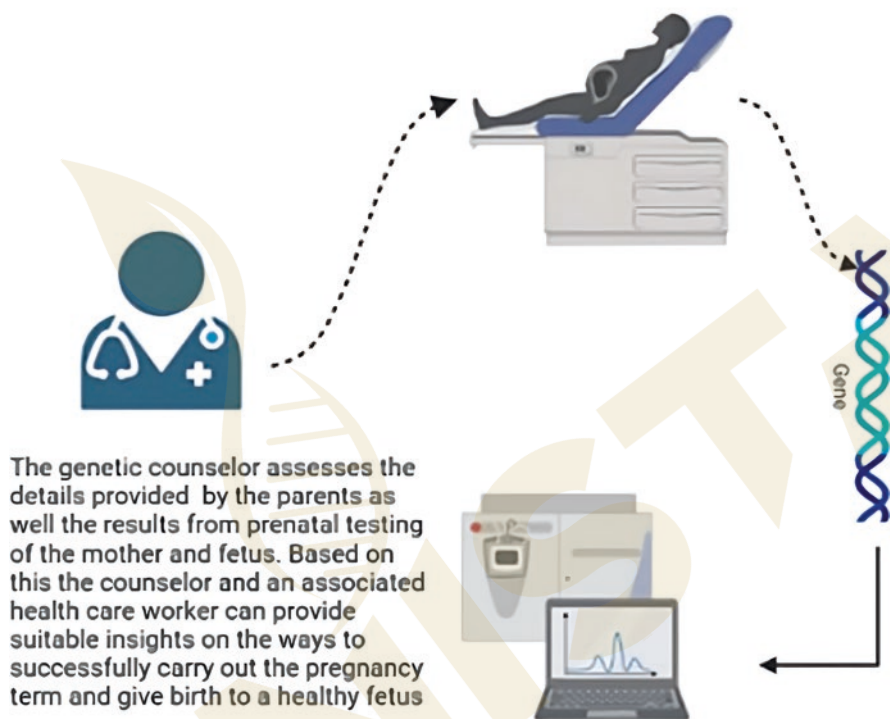 Gene
The genetic counselor assesses the
details provided by the parents as
well the results from prenatal testing
of the mother and fetus. Based on
this the counselor and an associated
health care worker can provide
suitable insights on the ways to
successfully carry out the pregnancy
term and give birth to a healthy fetus